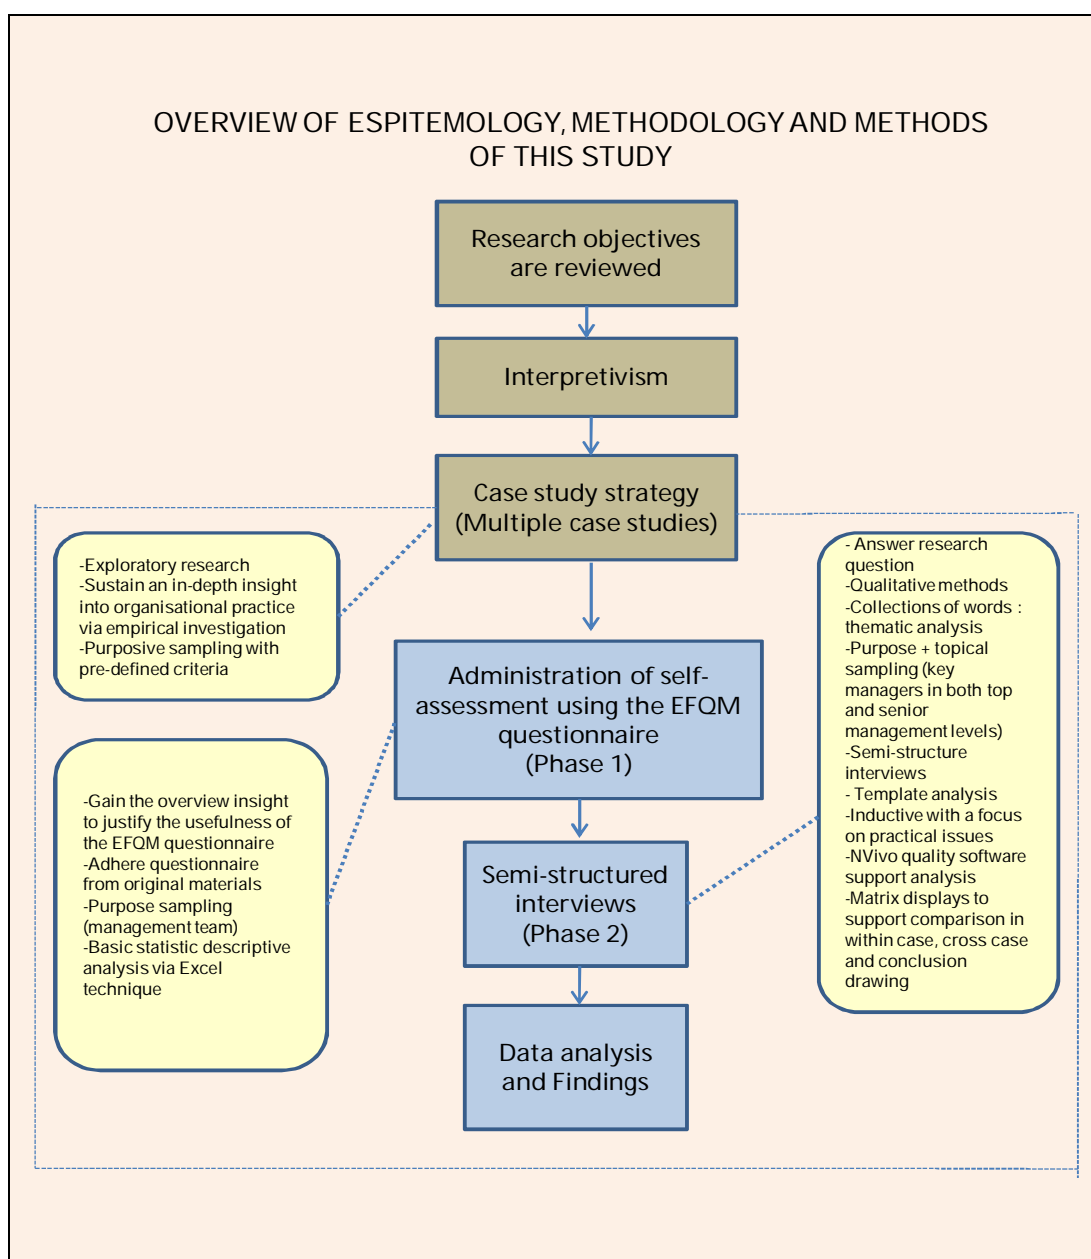 OVERVIEW OF ESPITEMOLOGY, METHODOLOGY AND METHODS
OF THIS STUDY
Research objectives
are reviewed
Interpretivism
Case study strategy
(Multiple case studies)
-Exploratory research
-Sustain an in-depth insight
into organisational practice
via empirical investigation
-Purposive sampling with
pre-defined criteria
Administration of self-
assessment using the EFQM
questionnaire
(Phase 1)
-Gain the overview insight
to justify the usefulness of
the EFQM questionnaire
-Adhere questionnaire
from original materials
-Purpose sampling
(management team)
-Basic statistic descriptive
analysis via Excel
technique
Semi-structured
interviews
(Phase 2)
- Answer research
question
-Qualitative methods
-Collections of words :
thematic analysis
-Purpose + topical
sampling (key
managers in both top
and senior
management levels)
-Semi-structure
interviews
- Template analysis
-Inductive with a focus
on practical issues
-NVivo quality software
support analysis
-Matrix displays to
support comparison in
within case, cross case
and conclusion
drawing
Data analysis
and Findings